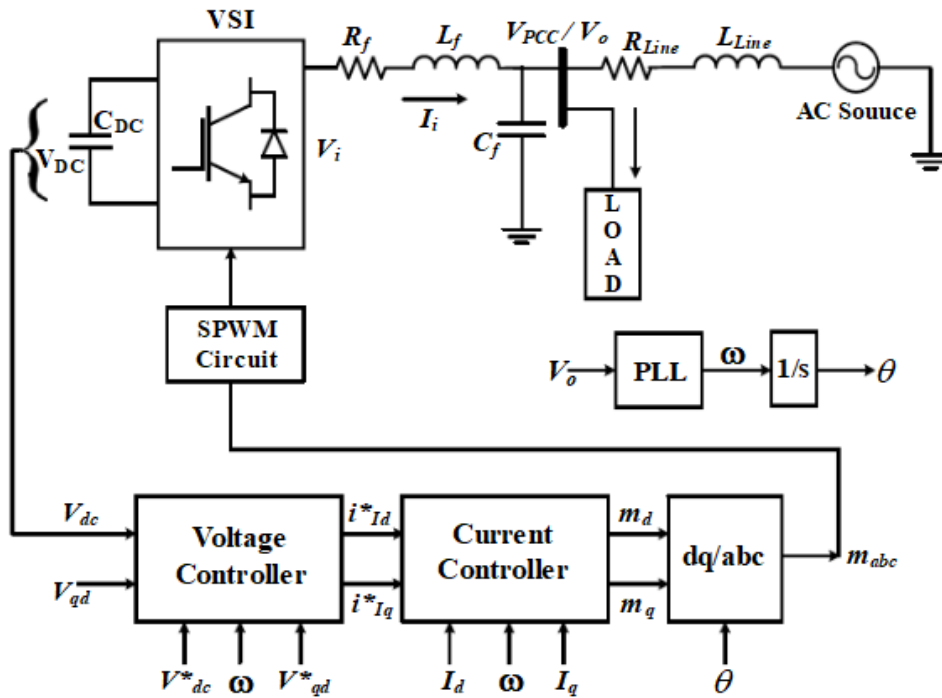 VSI
R_f
L_f
V_PCC / V_o
R_Line
L_Line
C_DC
V_DC
V_i
I_i
C_f
AC Souuce
L
O
A
D
SPWM
Circuit
V_o
PLL
ω
1/s
θ
V_dc
V_qd
Voltage
Controller
i*_Id
i*_Iq
Current
Controller
m_d
m_q
dq/abc
m_abc
V*_dc
ω
V*_qd
I_d
ω
I_q
θ